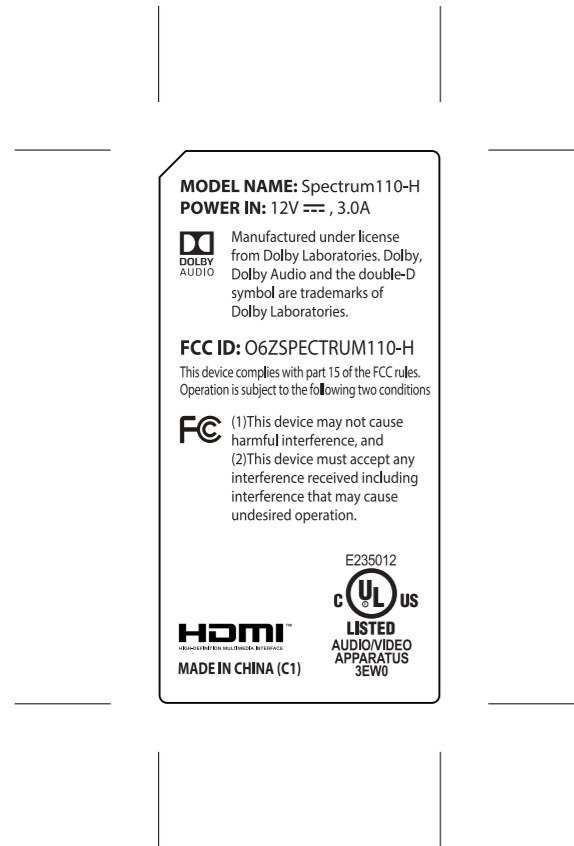 MODEL NAME: Spectrum110-H
POWER IN: 12V ⎓ , 3.0A
DOLBY
AUDIO
Manufactured under license
from Dolby Laboratories. Dolby,
Dolby Audio and the double-D
symbol are trademarks of
Dolby Laboratories.
FCC ID: O6ZSPECTRUM110-H
This device complies with part 15 of the FCC rules.
Operation is subject to the following two conditions
FC
(1)This device may not cause
harmful interference, and
(2)This device must accept any
interference received including
interference that may cause
undesired operation.
E235012
C UL US
®
LISTED
AUDIO/VIDEO
APPARATUS
3EW0
HDMI™
HIGH-DEFINITION MULTIMEDIA INTERFACE
MADE IN CHINA (C1)